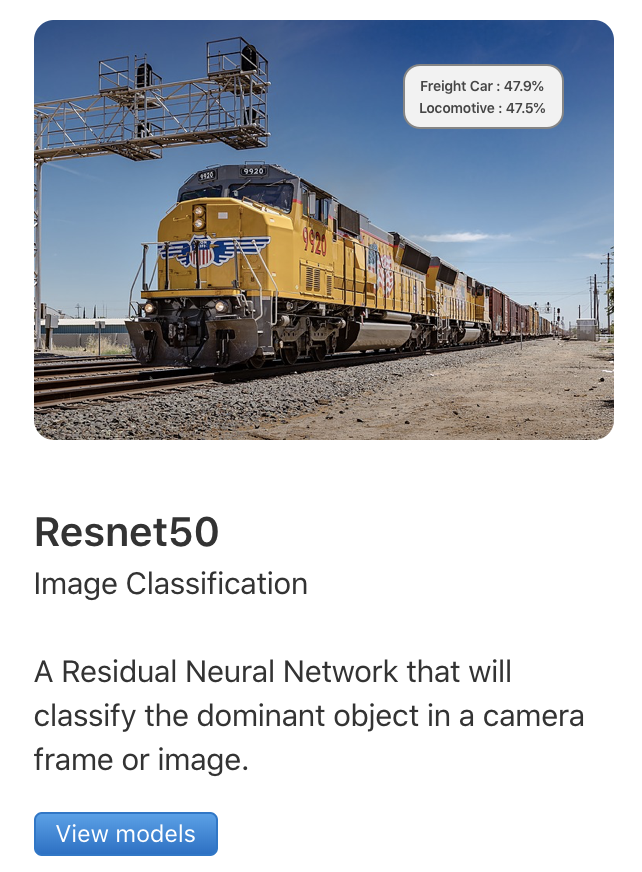 Freight Car : 47.9%
Locomotive : 47.5%
9920
9920
9920
Resnet50
Image Classification
A Residual Neural Network that will
classify the dominant object in a camera
frame or image.
View models